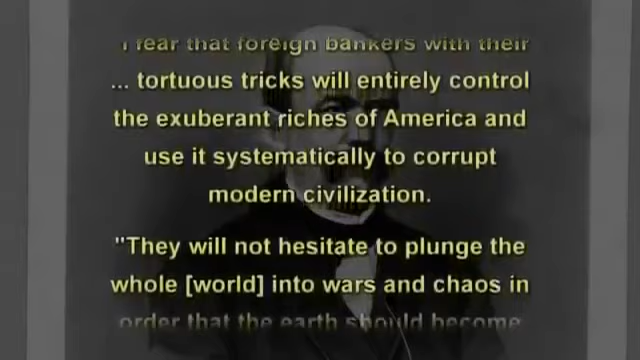 "I fear that foreign bankers with their
... tortuous tricks will entirely control
the exuberant riches of America and
use it systematically to corrupt
modern civilization.
"They will not hesitate to plunge the
whole [world] into wars and chaos in
order that the earth should become